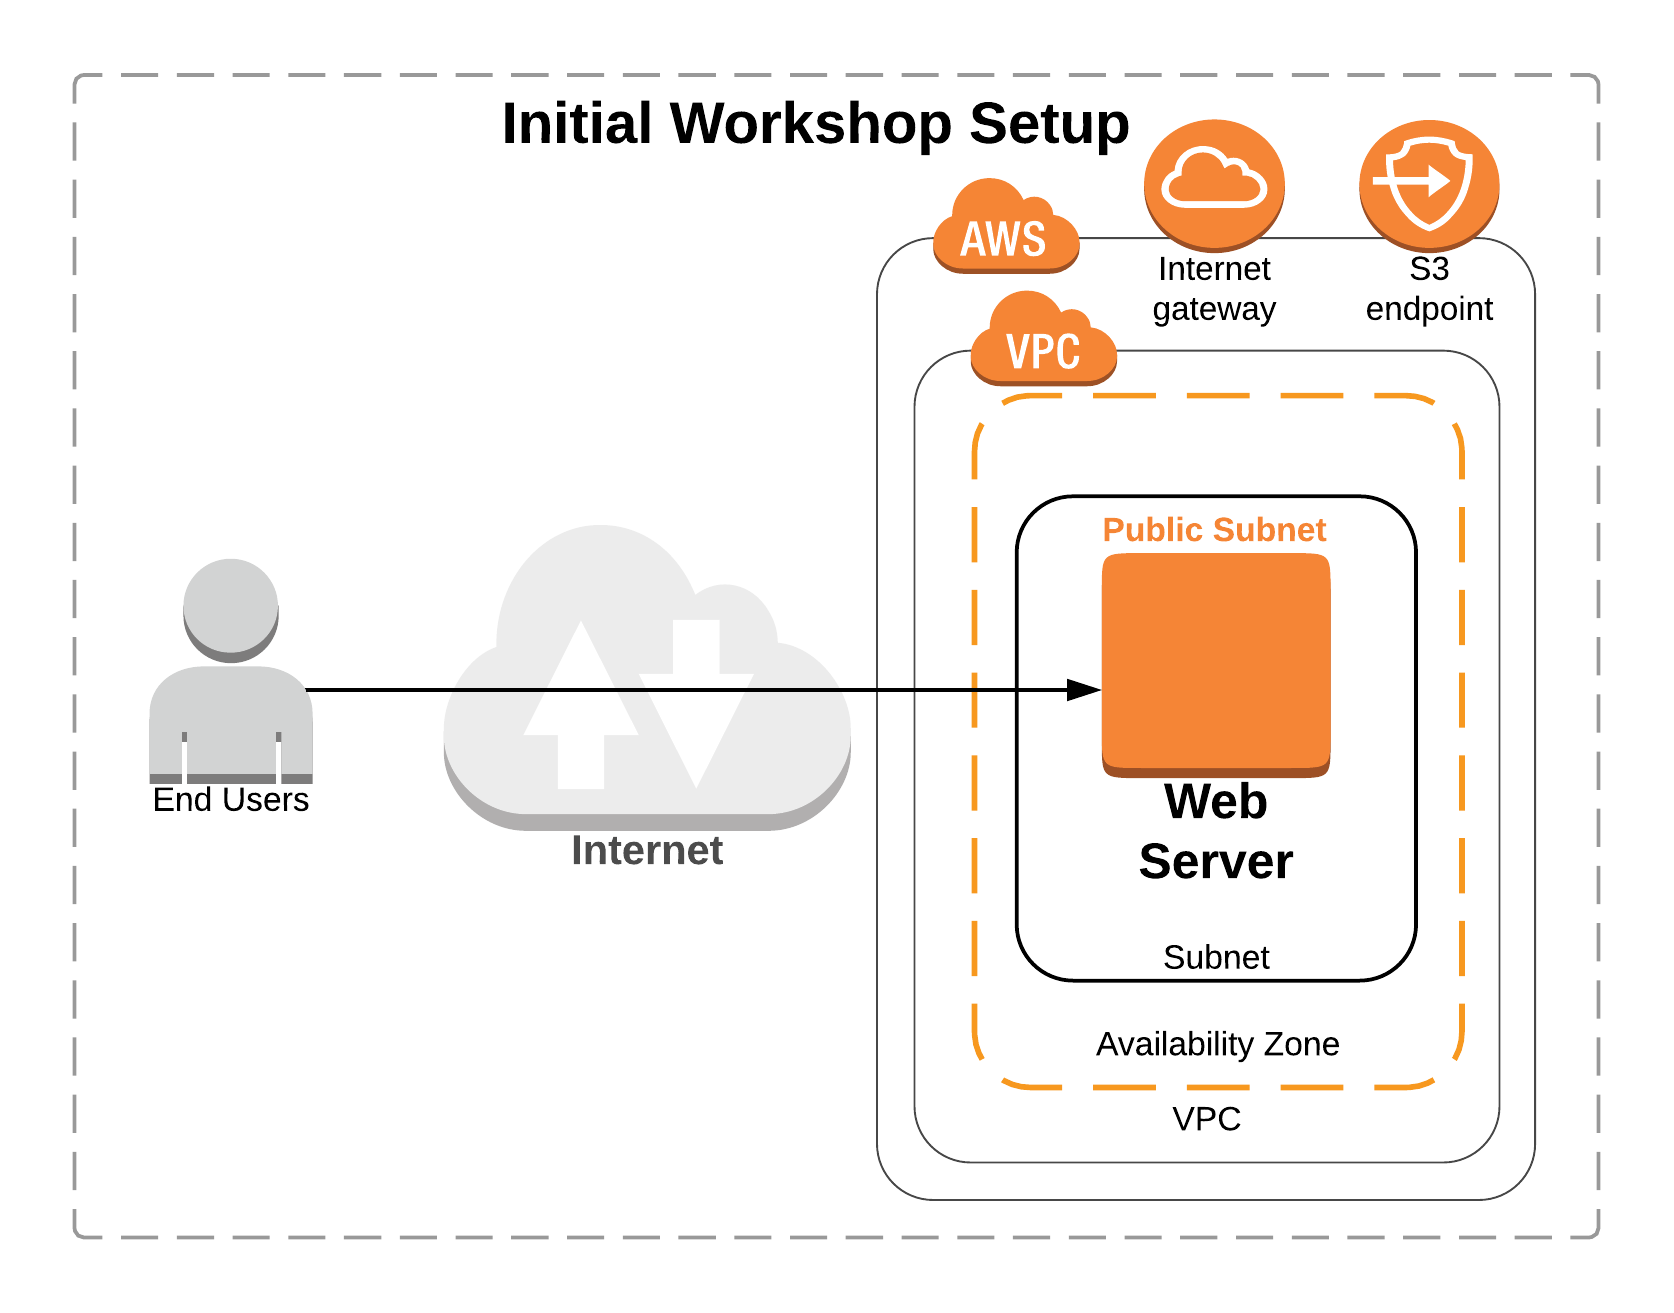 Initial Workshop Setup
AWS
Internet
gateway
S3
endpoint
VPC
Public Subnet
Web
Server
Subnet
Availability Zone
VPC
End Users
Internet